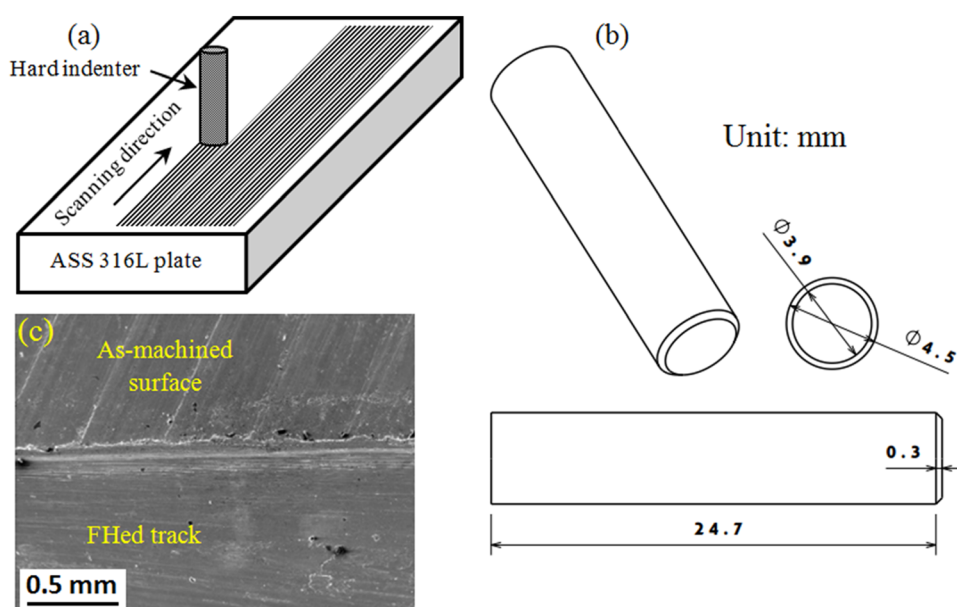 (a)
Hard indenter
Scanning direction
ASS 316L plate
(b)
Unit: mm
Ø3.9
Ø4.5
0.3
24.7
(c)
As-machined
surface
FHed track
0.5 mm